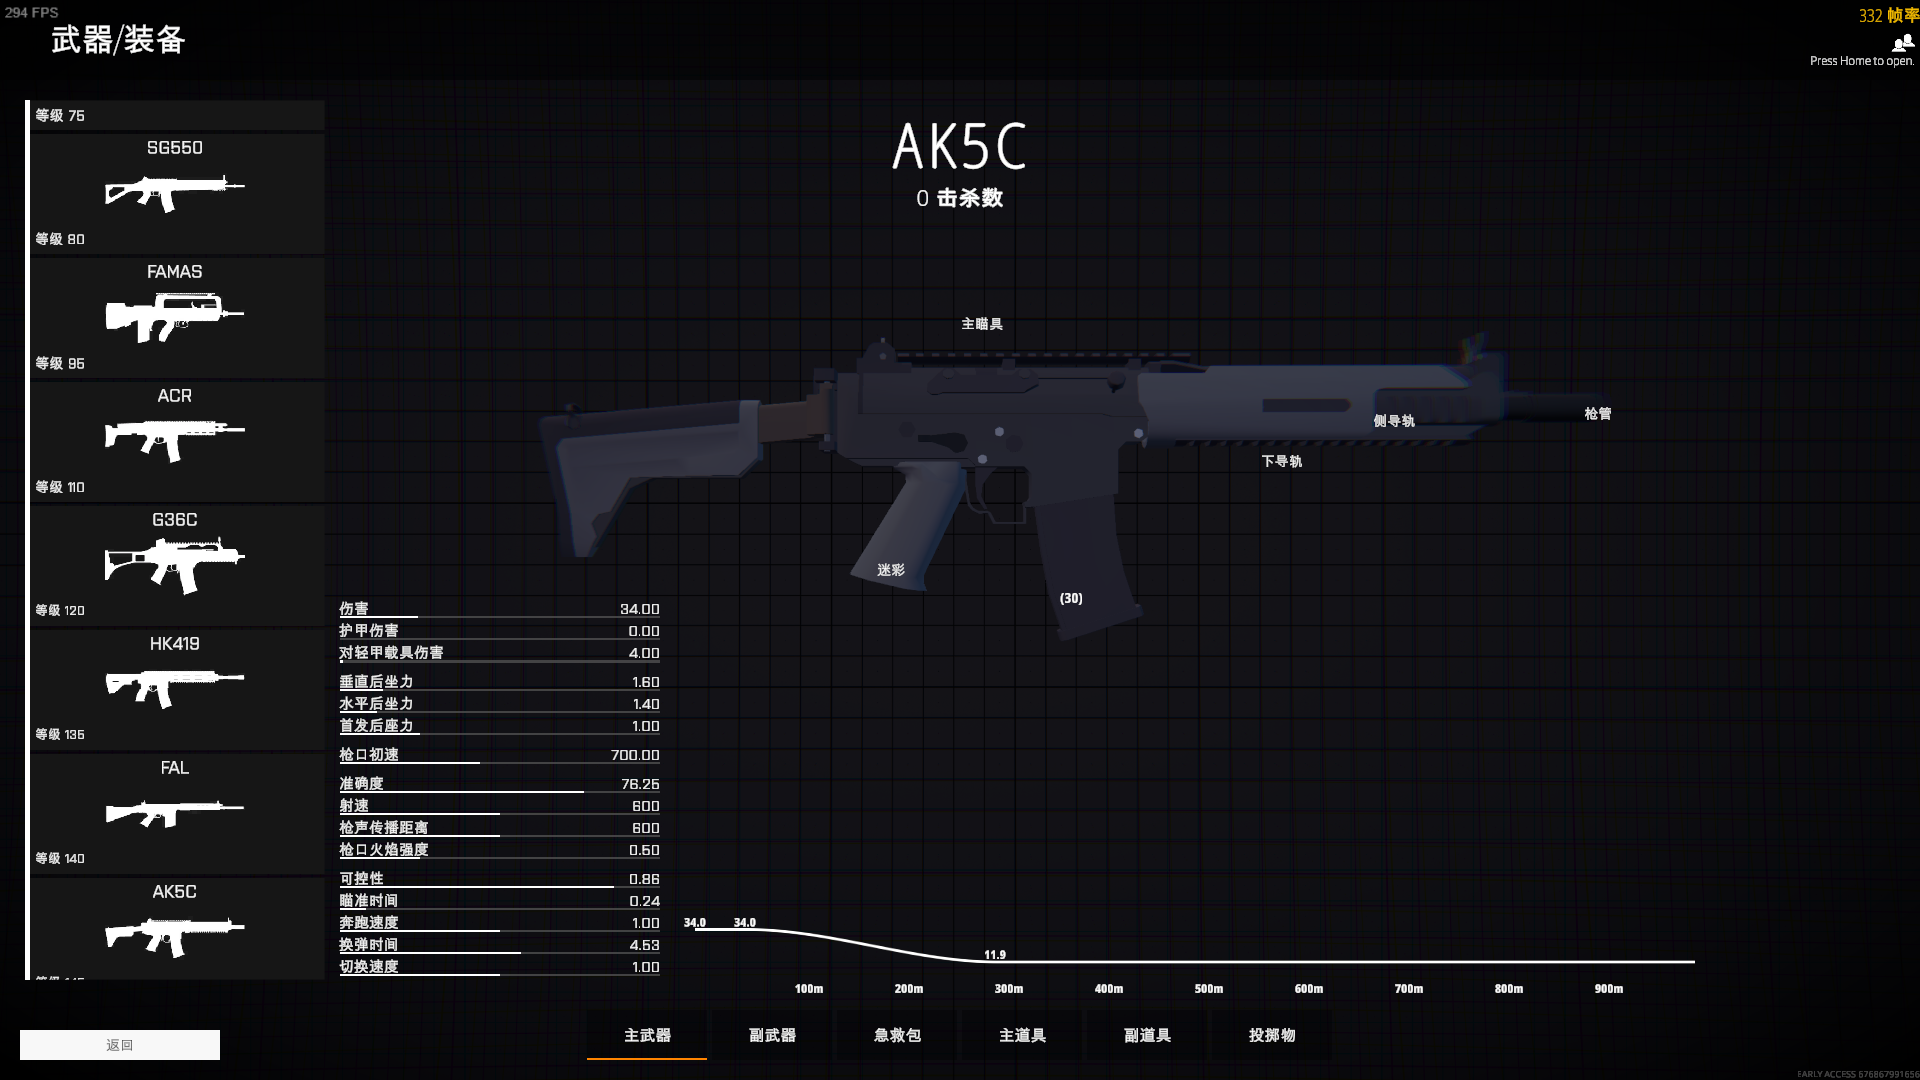 294 FPS
武器/装备
332 帧率
Press Home to open.
等级 75
SG550
等级 80
FAMAS
等级 95
ACR
等级 110
G36C
等级 120
HK419
等级 135
FAL
等级 140
AK5C
AK5C
0 击杀数
主瞄具
枪管
侧导轨
下导轨
迷彩
(30)
伤害 34.00
护甲伤害 0.00
对轻甲载具伤害 4.00
垂直后坐力 1.60
水平后坐力 1.40
首发后座力 1.00
枪口初速 700.00
准确度 76.25
射速 600
枪声传播距离 600
枪口火焰强度 0.50
可控性 0.86
瞄准时间 0.24
奔跑速度 1.00
换弹时间 4.53
切换速度 1.00
34.0 34.0 11.9
100m 200m 300m 400m 500m 600m 700m 800m 900m
主武器 副武器 急救包 主道具 副道具 投掷物
返回
EARLY ACCESS 676867991656